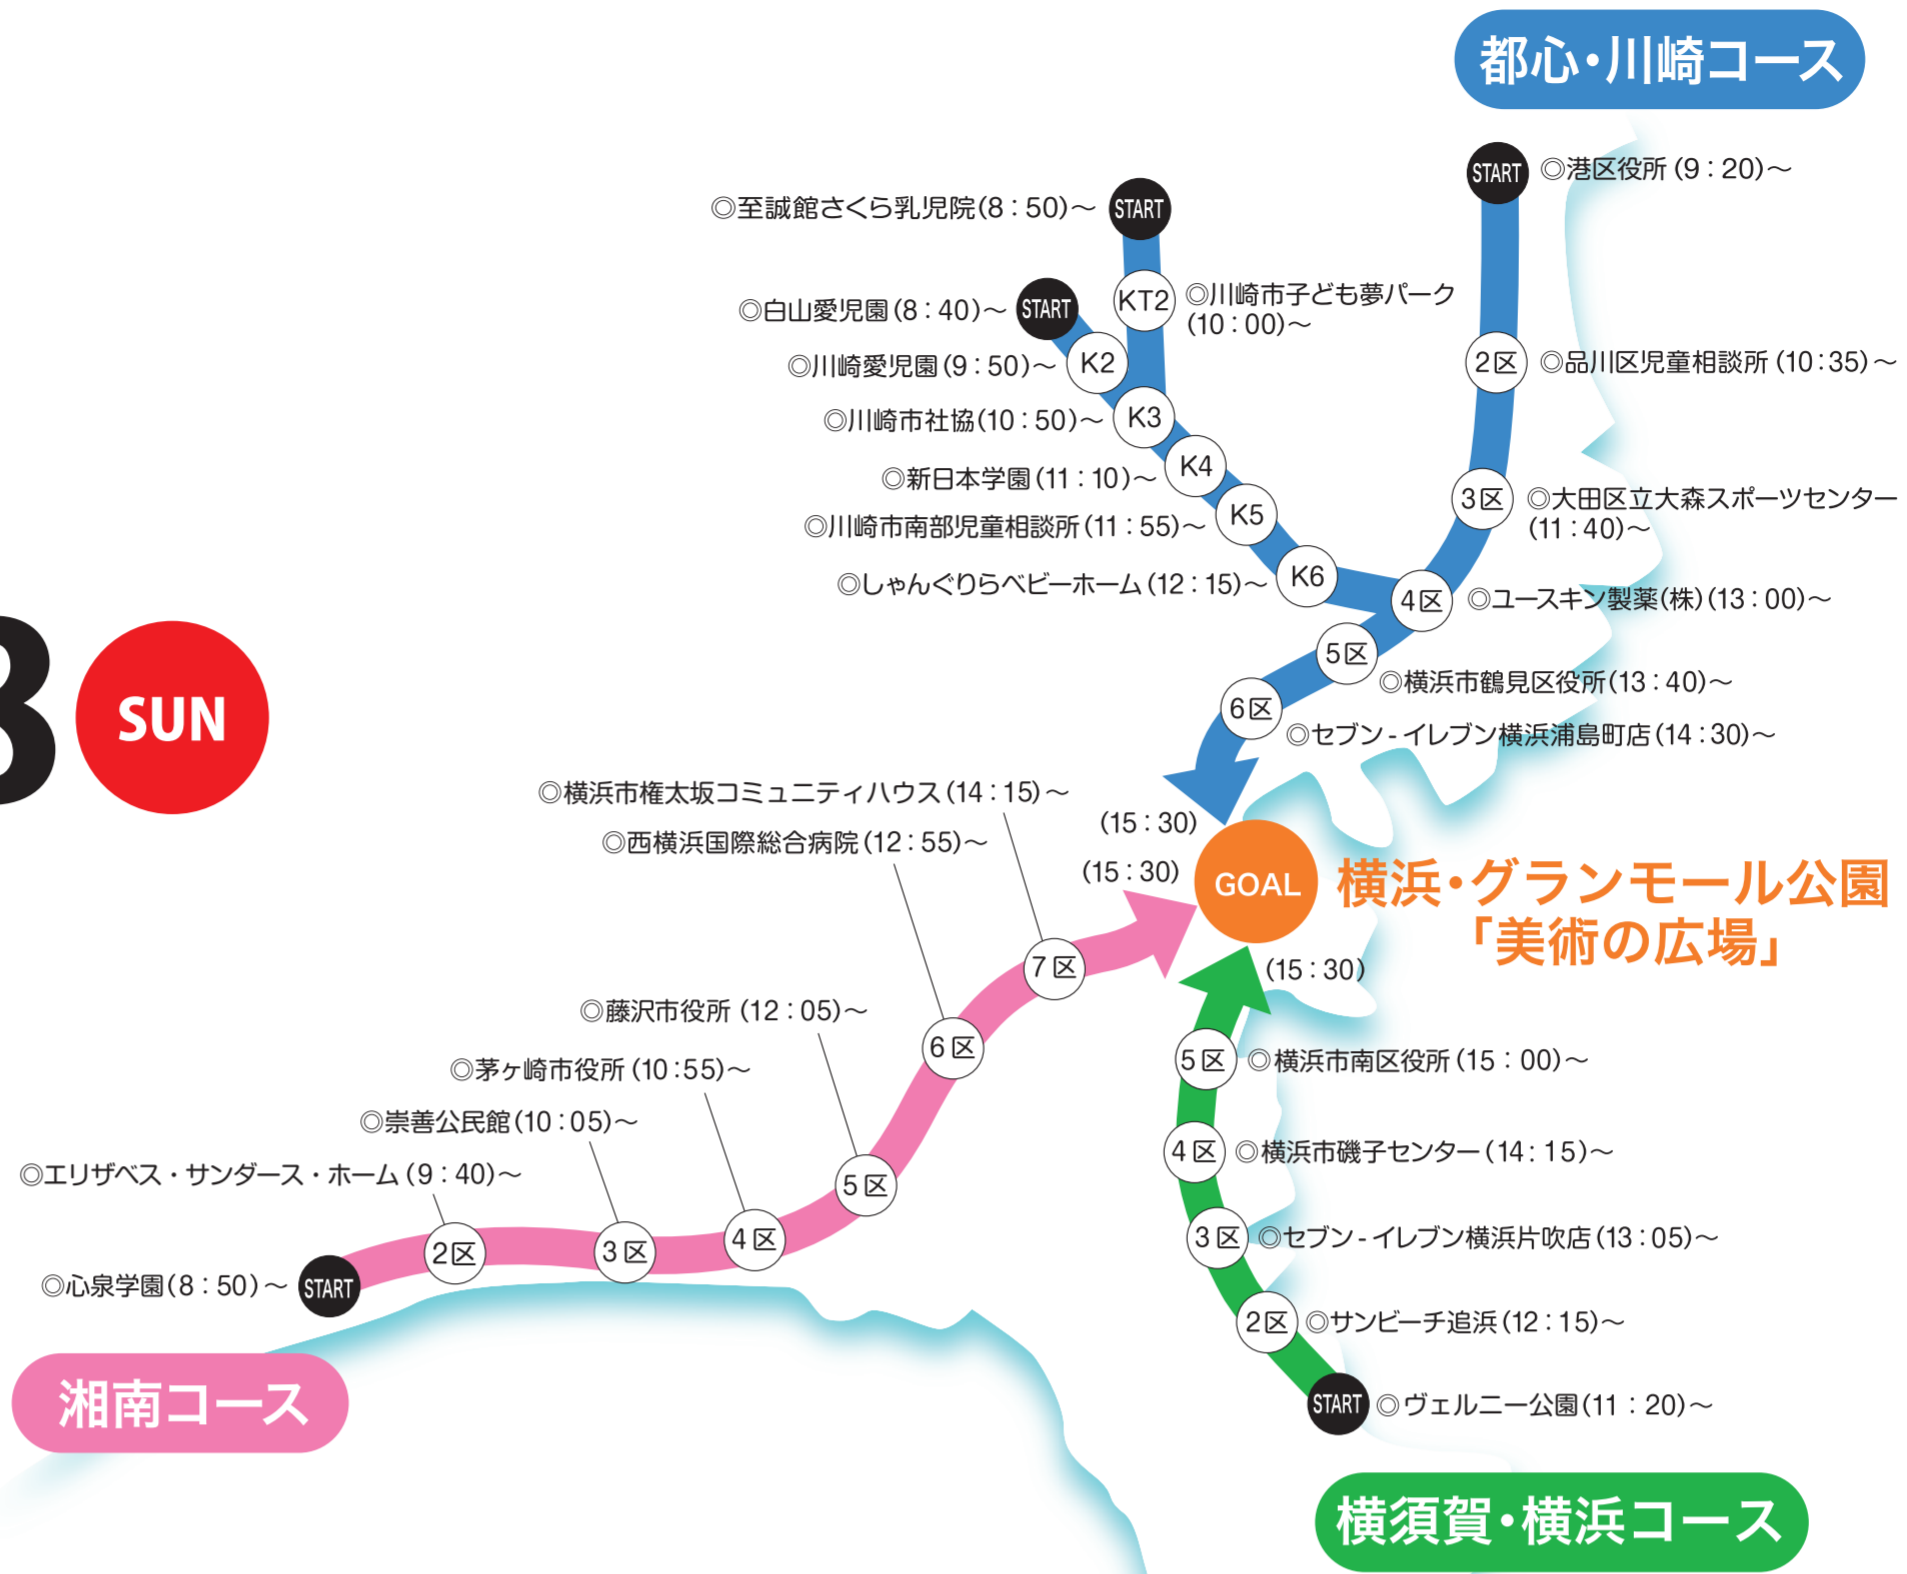 都心・川崎コース
START ◎港区役所(9:20)～
◎至誠館さくら乳児院(8:50)～ START
KT2 ◎川崎市子ども夢パーク
(10:00)～
◎白山愛児園(8:40)～ START
◎川崎愛児園(9:50)～ K2
2区 ◎品川区児童相談所(10:35)～
◎川崎市社協(10:50)～ K3
◎新日本学園(11:10)～ K4
3区 ◎大田区立大森スポーツセンター
(11:40)～
◎川崎市南部児童相談所(11:55)～ K5
◎しゃんぐりらベビーホーム(12:15)～ K6
4区 ◎ユースキン製薬(株)(13:00)～
5区 ◎横浜市鶴見区役所(13:40)～
6区 ◎セブン-イレブン横浜浦島町店(14:30)～
SUN
◎横浜市権太坂コミュニティハウス(14:15)～
(15:30)
◎西横浜国際総合病院(12:55)～
(15:30)
GOAL 横浜・グランモール公園
「美術の広場」
(15:30)
7区
◎藤沢市役所(12:05)～
6区
5区 ◎横浜市南区役所(15:00)～
◎茅ヶ崎市役所(10:55)～
◎崇善公民館(10:05)～
4区 ◎横浜市磯子センター(14:15)～
◎エリザベス・サンダース・ホーム(9:40)～
5区
3区 ◎セブン-イレブン横浜片吹店(13:05)～
2区 3区 4区
◎心泉学園(8:50)～ START
2区 ◎サンビーチ追浜(12:15)～
湘南コース
START ◎ヴェルニー公園(11:20)～
横須賀・横浜コース